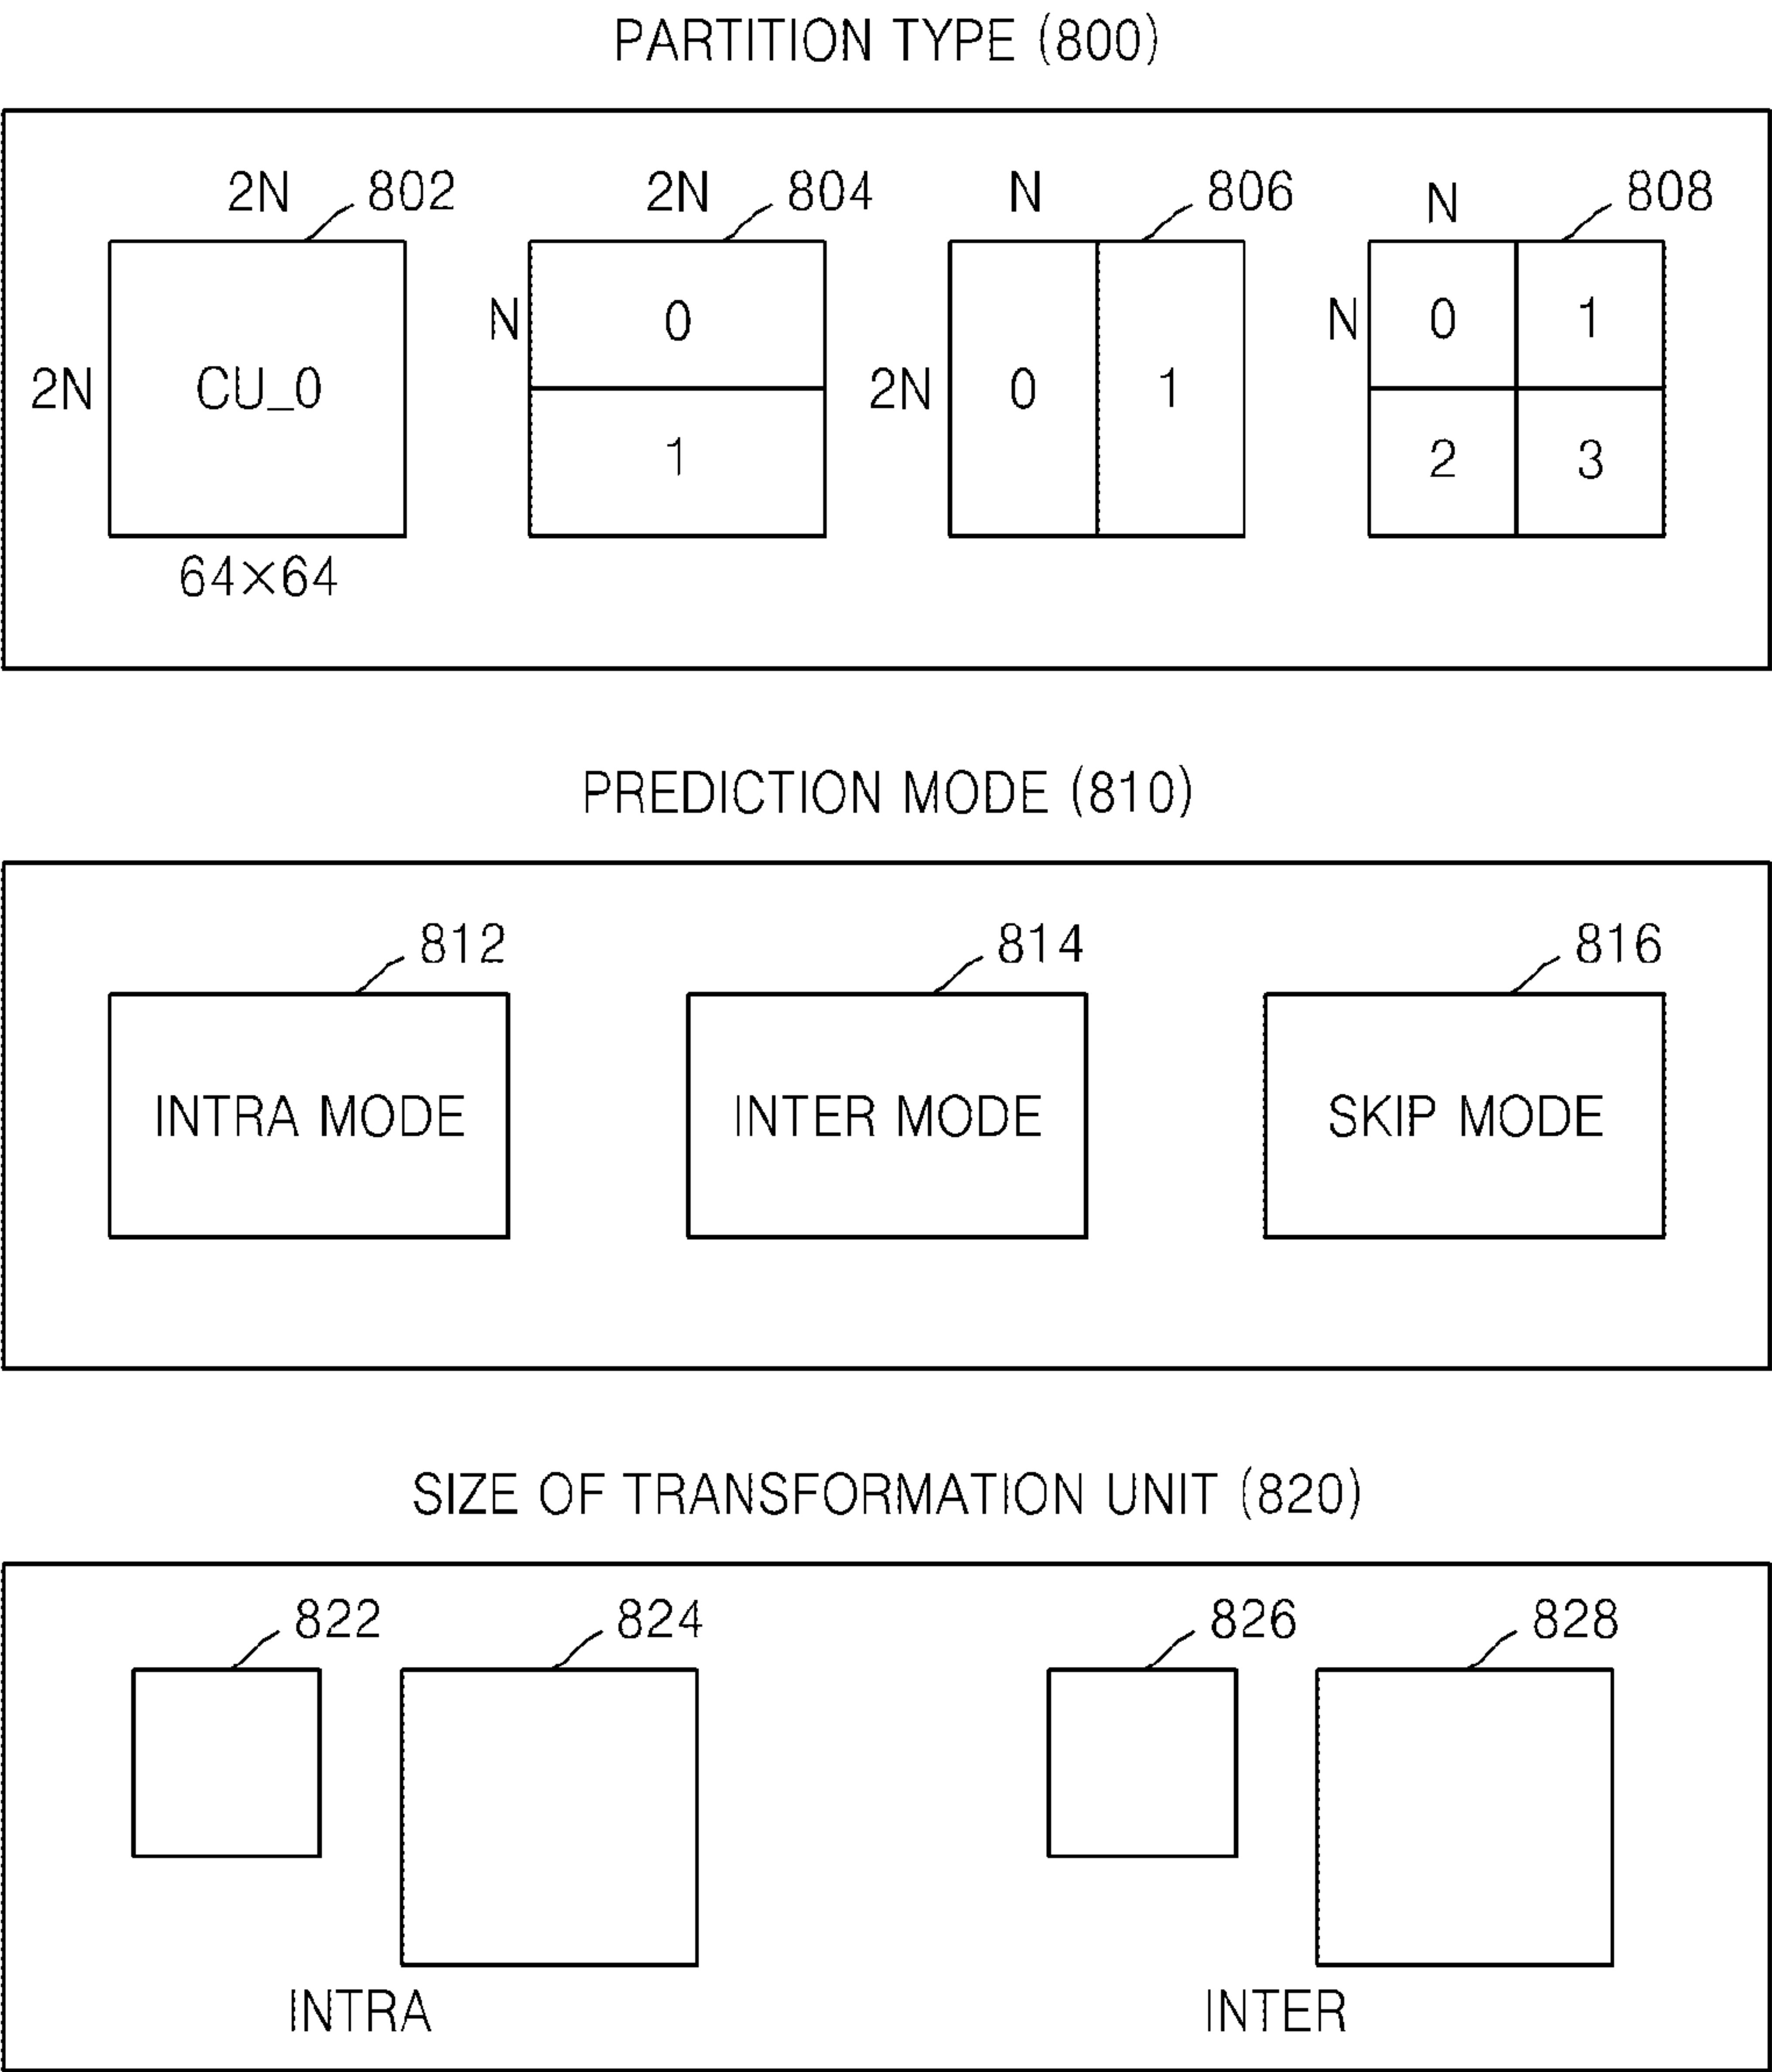 PARTITION TYPE (800)
2N 802 2N 804 N 806 N 808
2N CU_0 N 0 1 2N 0 1 N 0 1 2 3
64×64
PREDICTION MODE (810)
812 814 816
INTRA MODE INTER MODE SKIP MODE
SIZE OF TRANSFORMATION UNIT (820)
822 824 826 828
INTRA INTER